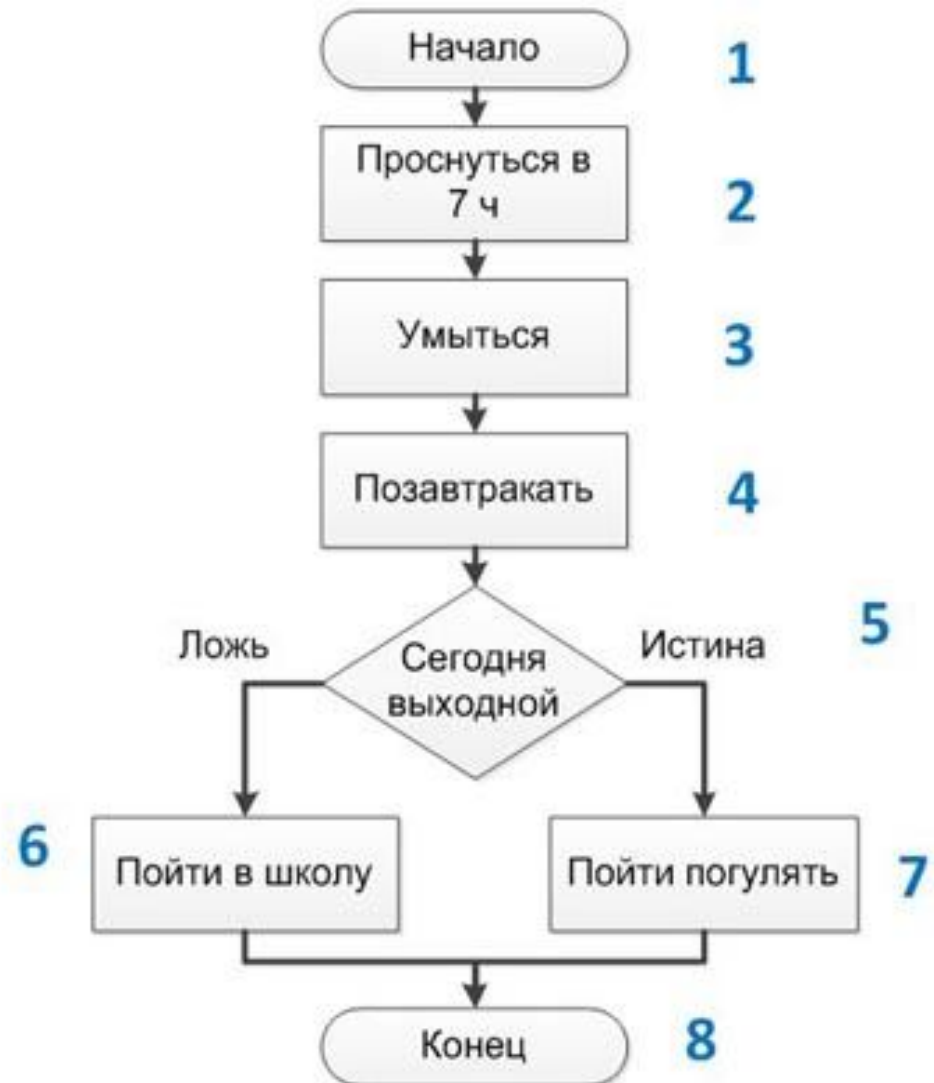 Начало
1
Проснуться в
7 ч
2
Умыться
3
Позавтракать
4
5
Ложь
Истина
Сегодня
выходной
6
Пойти в школу
Пойти погулять
7
Конец
8